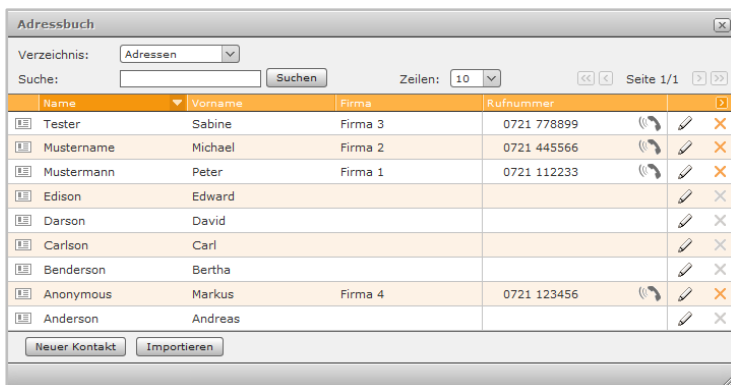 Adressbuch
Verzeichnis: Adressen
Suche: Suchen Zeilen: 10 Seite 1/1
Name Vorname Firma Rufnummer
Tester Sabine Firma 3 0721 778899
Mustername Michael Firma 2 0721 445566
Mustermann Peter Firma 1 0721 112233
Edison Edward
Darson David
Carlson Carl
Benderson Bertha
Anonymous Markus Firma 4 0721 123456
Anderson Andreas
Neuer Kontakt Importieren